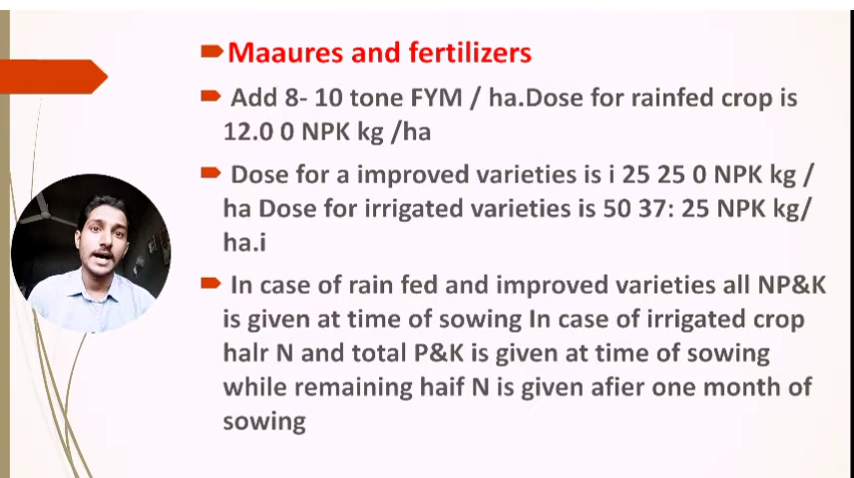 Maaures and fertilizers
Add 8- 10 tone FYM / ha.Dose for rainfed crop is
12.0 0 NPK kg /ha
Dose for a improved varieties is i 25 25 0 NPK kg /
ha Dose for irrigated varieties is 50 37: 25 NPK kg/
ha.i
In case of rain fed and improved varieties all NP&K
is given at time of sowing In case of irrigated crop
halr N and total P&K is given at time of sowing
while remaining haif N is given afier one month of
sowing